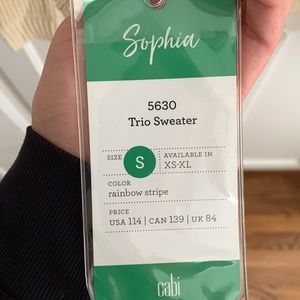 Sophia
5630
Trio Sweater
SIZE S AVAILABLE IN
XS-XL
COLOR
rainbow stripe
PRICE
USA 114 | CAN 139 | UK 84
cabi